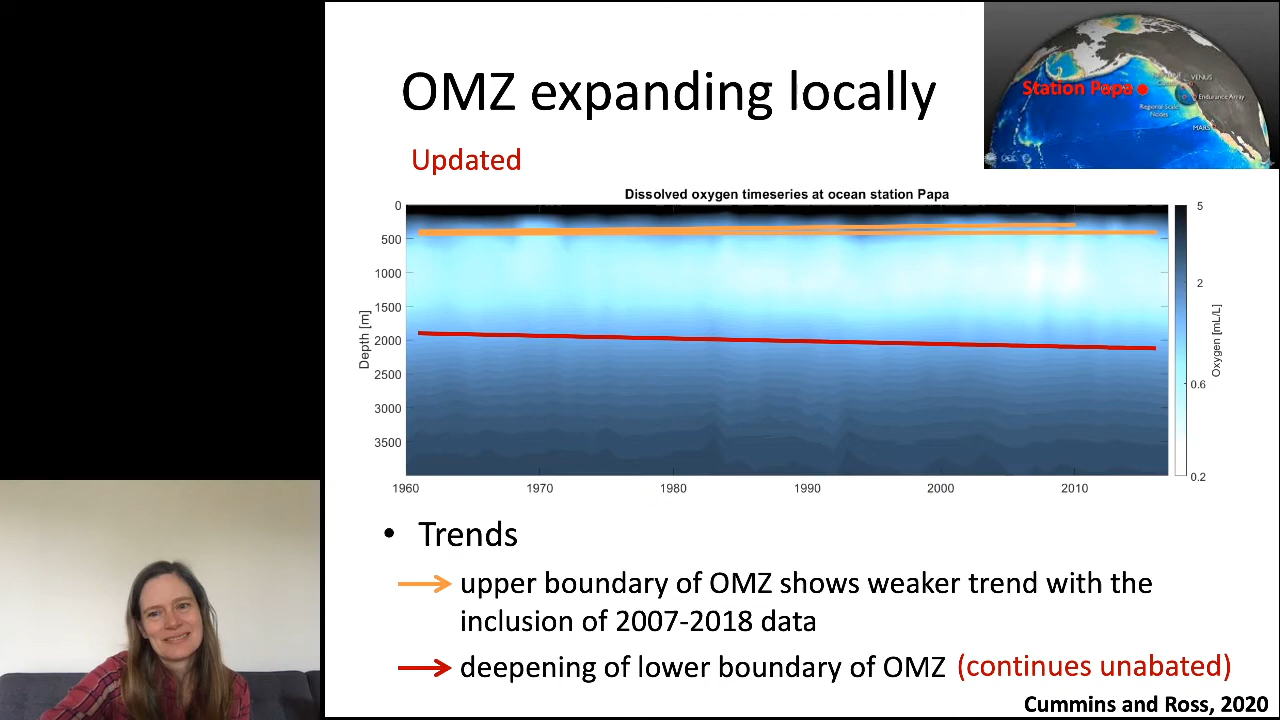 OMZ expanding locally
Station Papa
VENUS
Endurance Array
Regional Scale
Nodes
MARS
Updated
Dissolved oxygen timeseries at ocean station Papa
0
500
1000
1500
2000
2500
3000
3500
Depth [m]
1960
1970
1980
1990
2000
2010
5
2
0.6
0.2
Oxygen [mL/L]
• Trends
upper boundary of OMZ shows weaker trend with the
inclusion of 2007-2018 data
deepening of lower boundary of OMZ (continues unabated)
Cummins and Ross, 2020